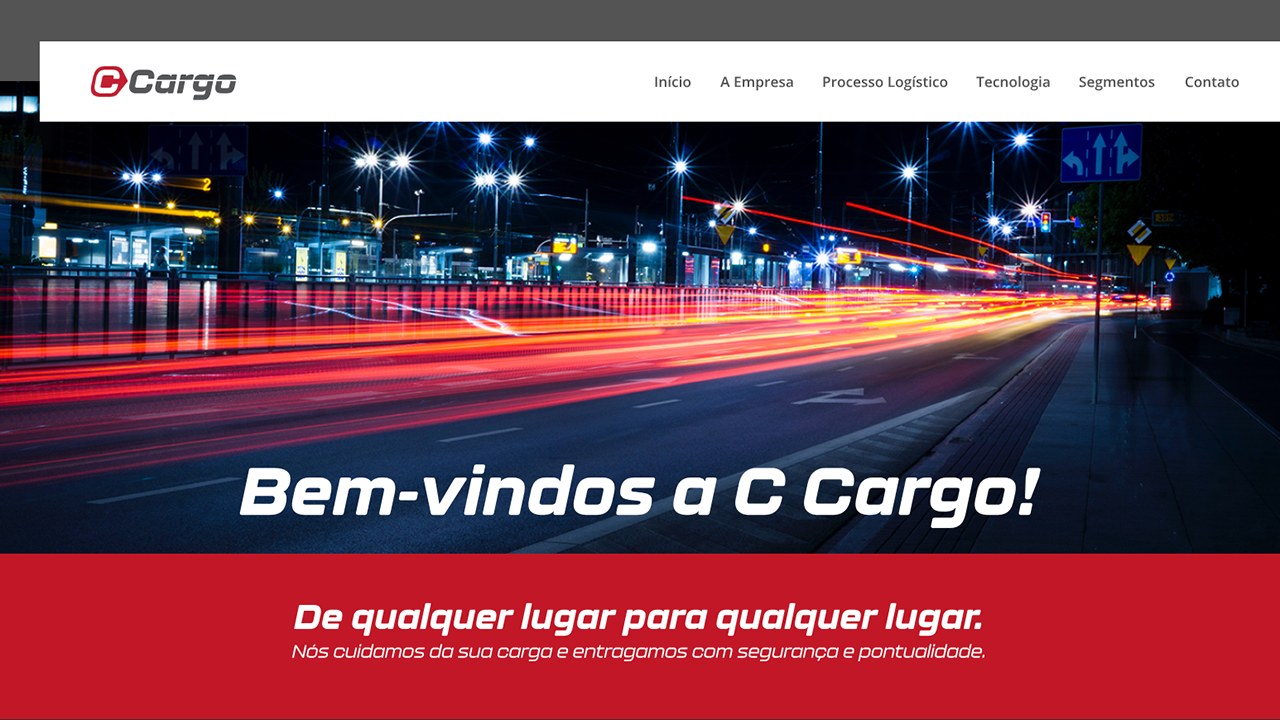 C Cargo
Início A Empresa Processo Logístico Tecnologia Segmentos Contato
Bem-vindos a C Cargo!
De qualquer lugar para qualquer lugar.
Nós cuidamos da sua carga e entragamos com segurança e pontualidade.